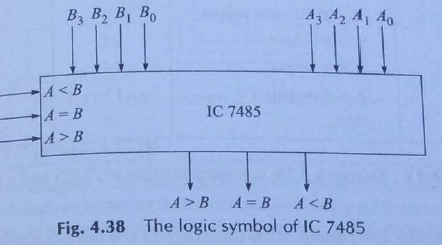 B3 B2 B1 B0 A3 A2 A1 A0
A < B
A = B
IC 7485
A > B
A > B A = B A < B
Fig. 4.38 The logic symbol of IC 7485